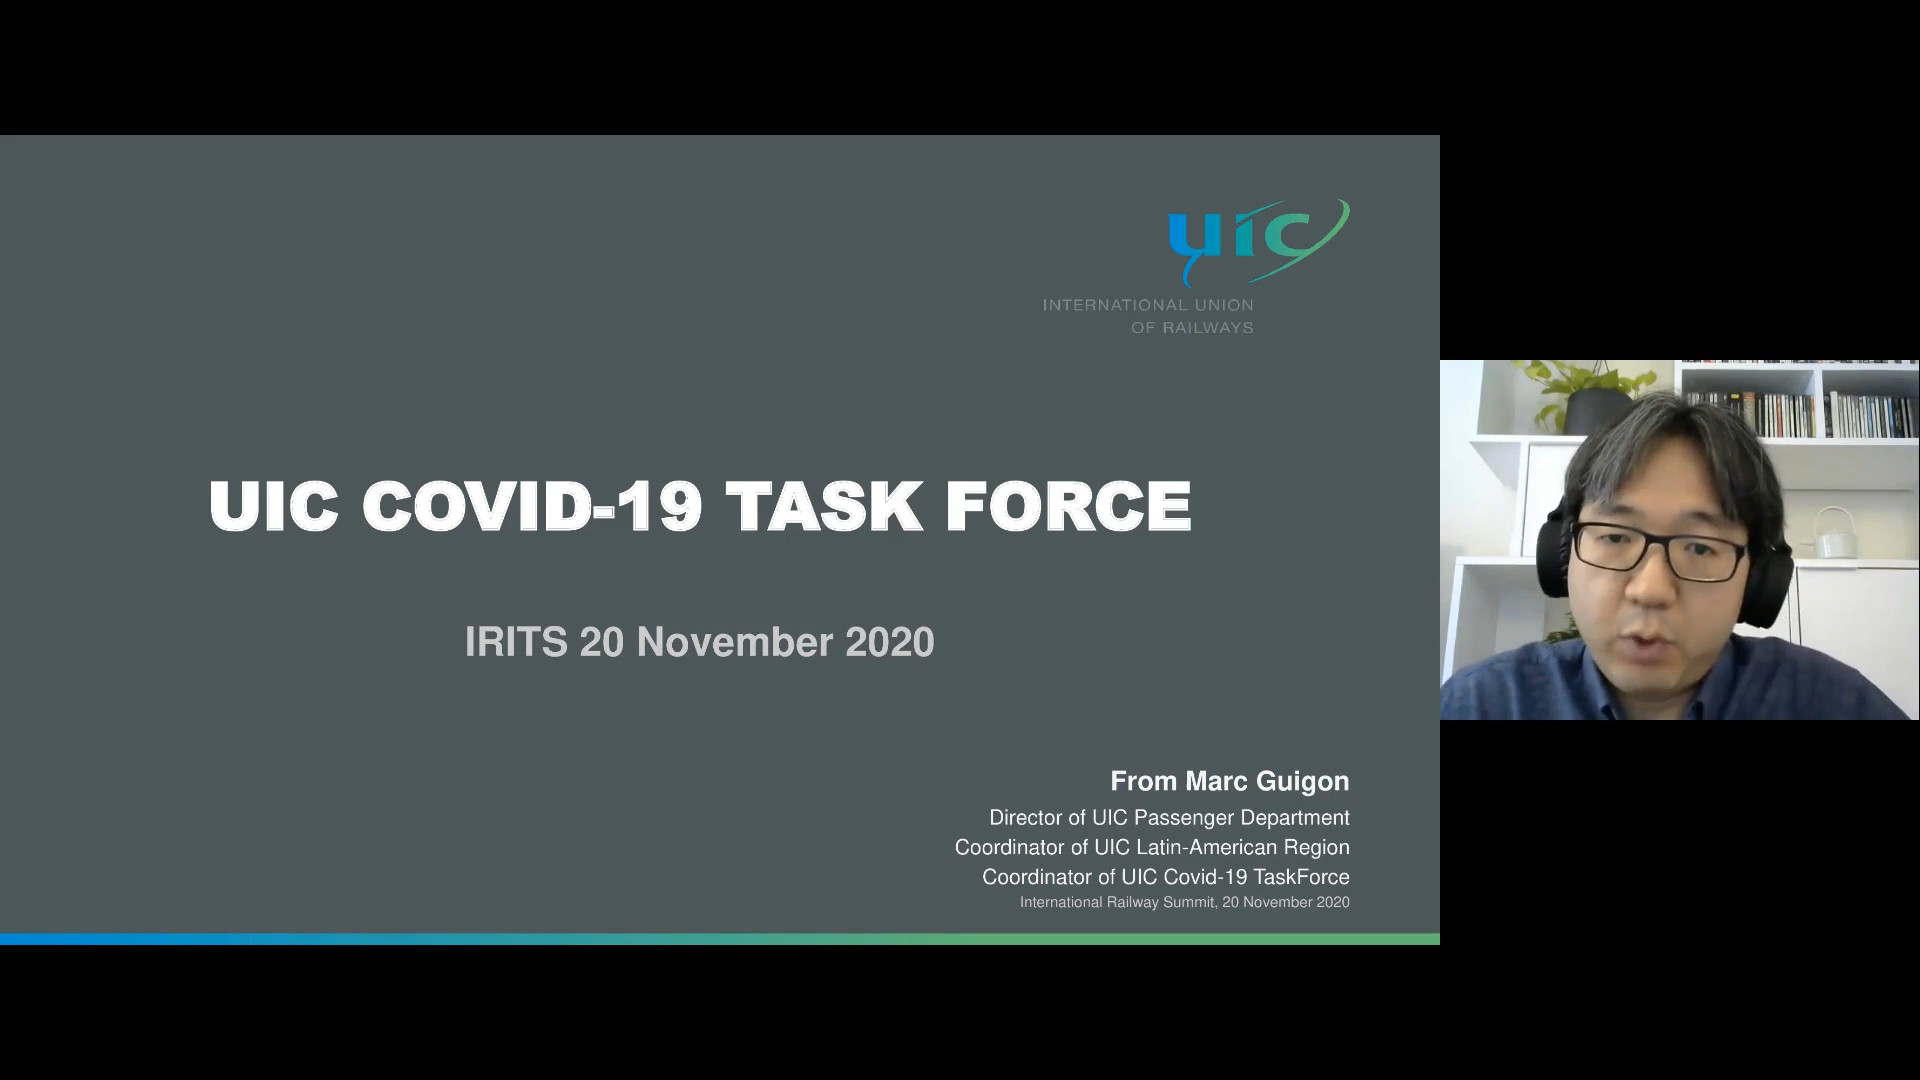 uic
INTERNATIONAL UNION
OF RAILWAYS
UIC COVID-19 TASK FORCE
IRITS 20 November 2020
From Marc Guigon
Director of UIC Passenger Department
Coordinator of UIC Latin-American Region
Coordinator of UIC Covid-19 TaskForce
International Railway Summit, 20 November 2020